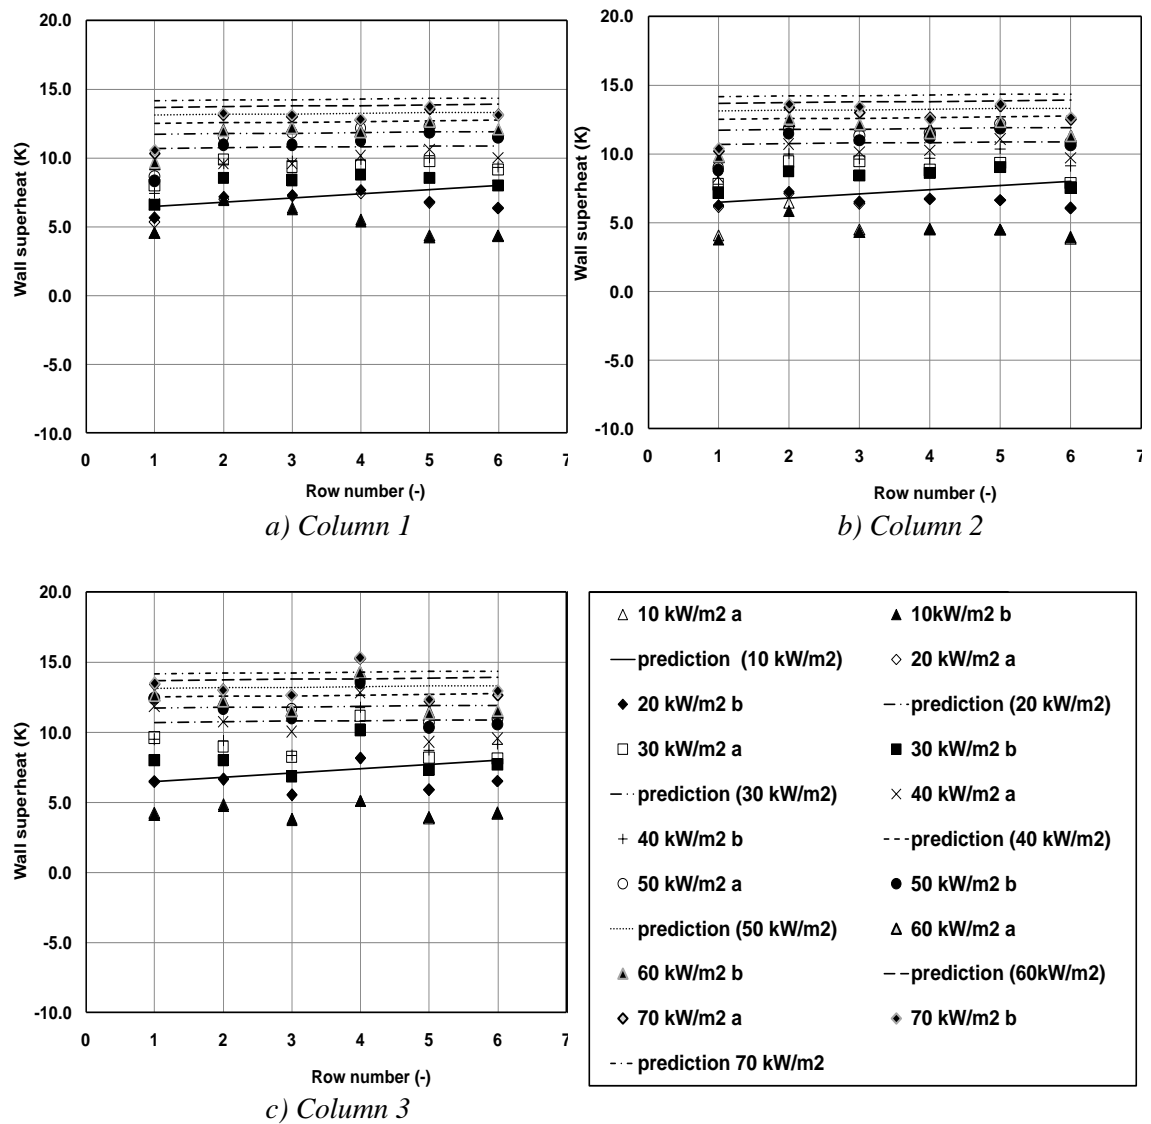 20.0
15.0
10.0
5.0
0.0
-5.0
-10.0
Wall superheat (K)
0 1 2 3 4 5 6 7
Row number (-)
a) Column 1
20.0
15.0
10.0
5.0
0.0
-5.0
-10.0
Wall superheat (K)
0 1 2 3 4 5 6 7
Row number (-)
b) Column 2
20.0
15.0
10.0
5.0
0.0
-5.0
-10.0
Wall superheat (K)
0 1 2 3 4 5 6 7
Row number (-)
c) Column 3
10 kW/m2 a 10kW/m2 b
prediction (10 kW/m2) 20 kW/m2 a
20 kW/m2 b prediction (20 kW/m2)
30 kW/m2 a 30 kW/m2 b
prediction (30 kW/m2) 40 kW/m2 a
40 kW/m2 b prediction (40 kW/m2)
50 kW/m2 a 50 kW/m2 b
prediction (50 kW/m2) 60 kW/m2 a
60 kW/m2 b prediction (60kW/m2)
70 kW/m2 a 70 kW/m2 b
prediction 70 kW/m2